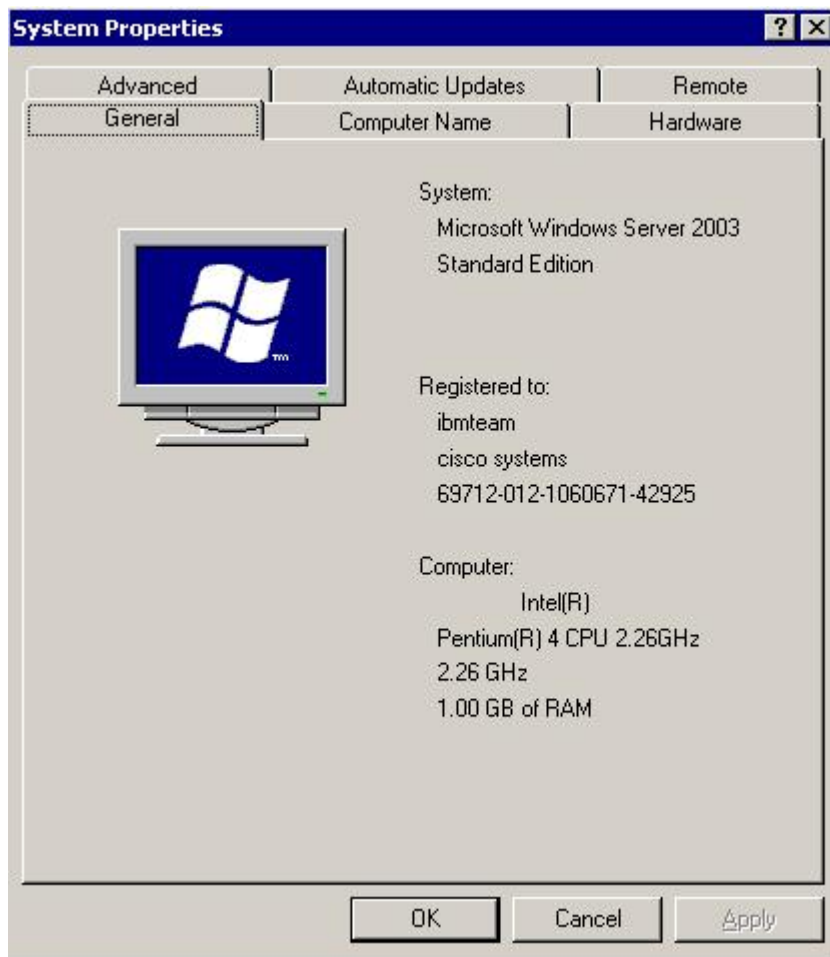 System Properties
? X
Advanced Automatic Updates Remote
General Computer Name Hardware
System:
Microsoft Windows Server 2003
Standard Edition
TM
Registered to:
ibmteam
cisco systems
69712-012-1060671-42925
Computer:
Intel(R)
Pentium(R) 4 CPU 2.26GHz
2.26 GHz
1.00 GB of RAM
OK Cancel Apply